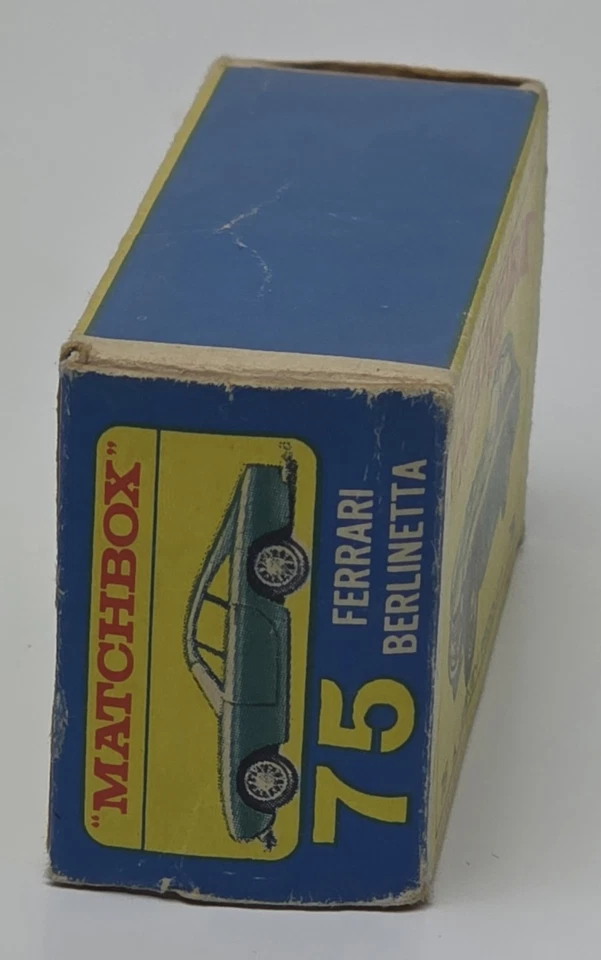 "MATCHBOX"
75
FERRARI
BERLINETTA